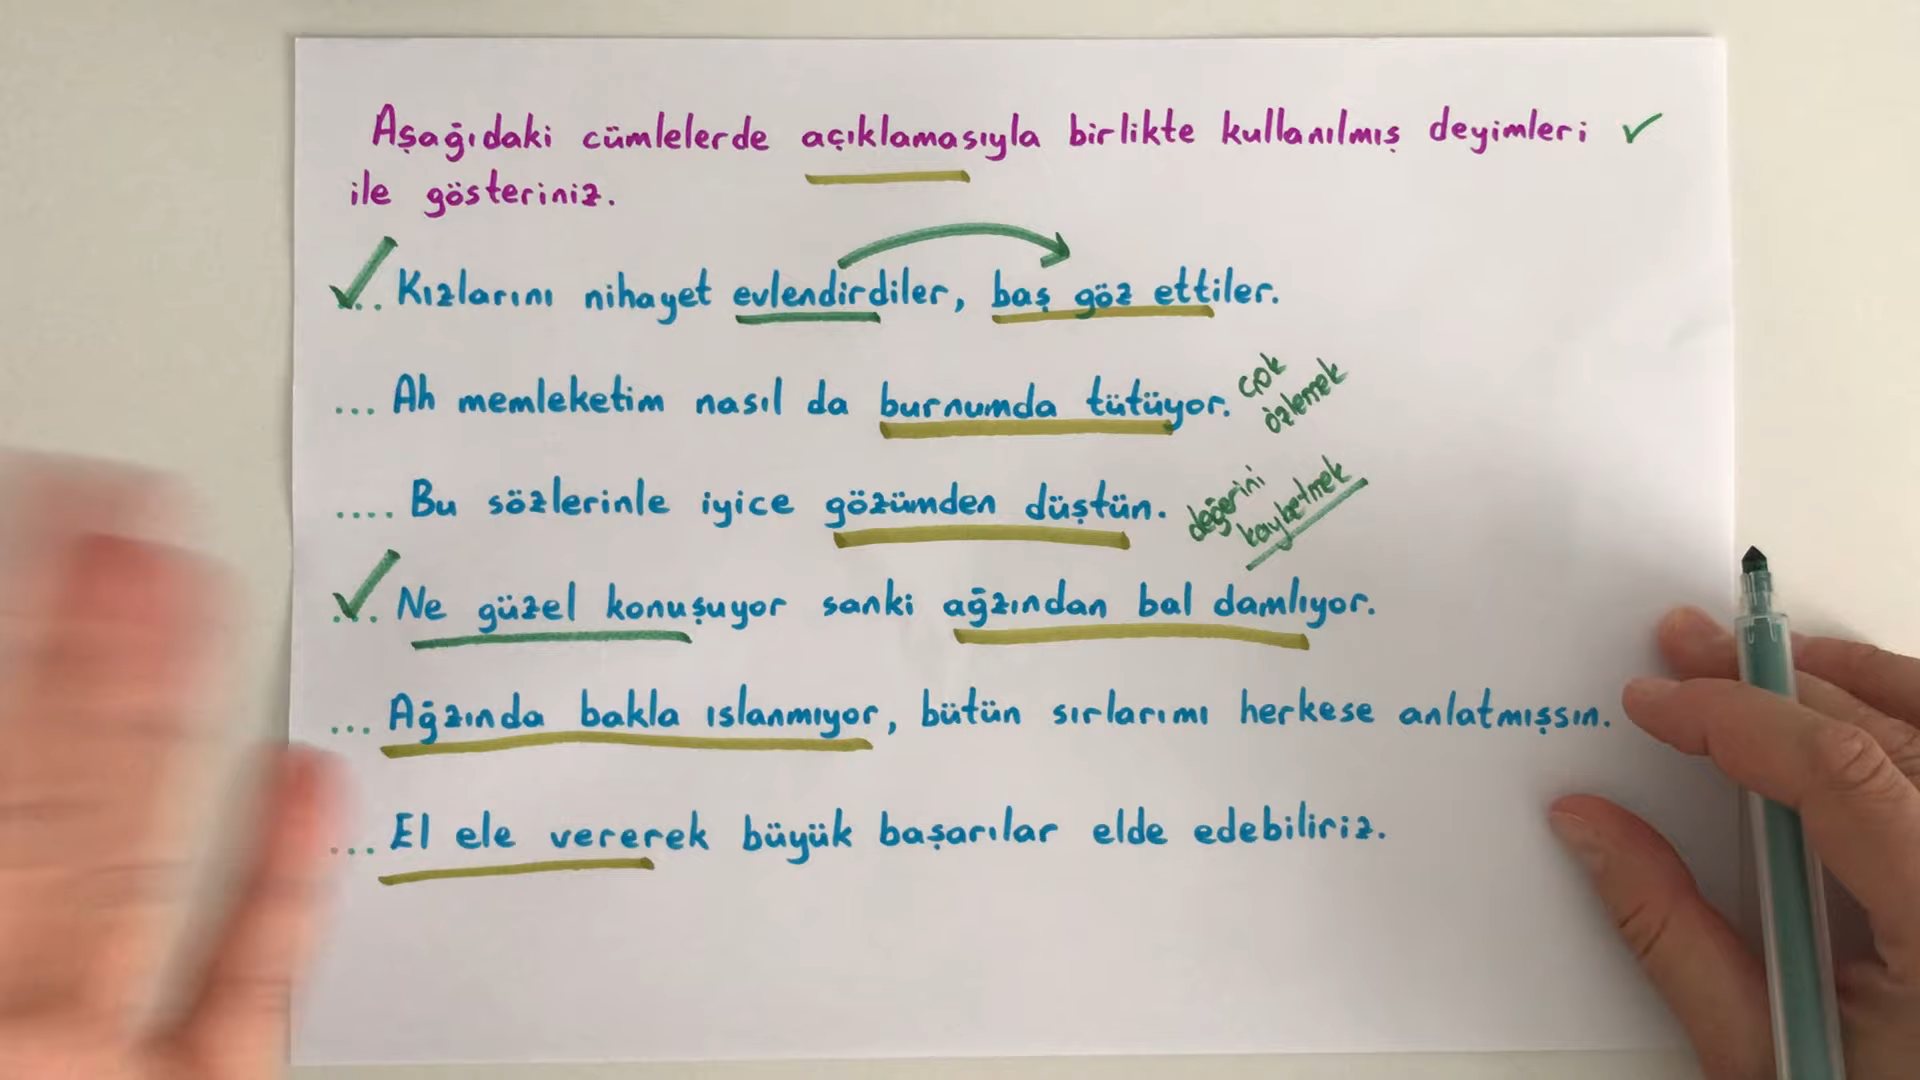 Aşağıdaki cümlelerde açıklamasıyla birlikte kullanılmış deyimleri ✓
ile gösteriniz.
✓.. Kızlarını nihayet evlendirdiler, baş göz ettiler.
... Ah memleketim nasıl da burnumda tütüyor. çok
özlemek
.... Bu sözlerinle iyice gözümden düştün. değerini
kaybetmek
✓.. Ne güzel konuşuyor sanki ağzından bal damlıyor.
... Ağzında bakla ıslanmıyor, bütün sırlarımı herkese anlatmışsın.
... El ele vererek büyük başarılar elde edebiliriz.